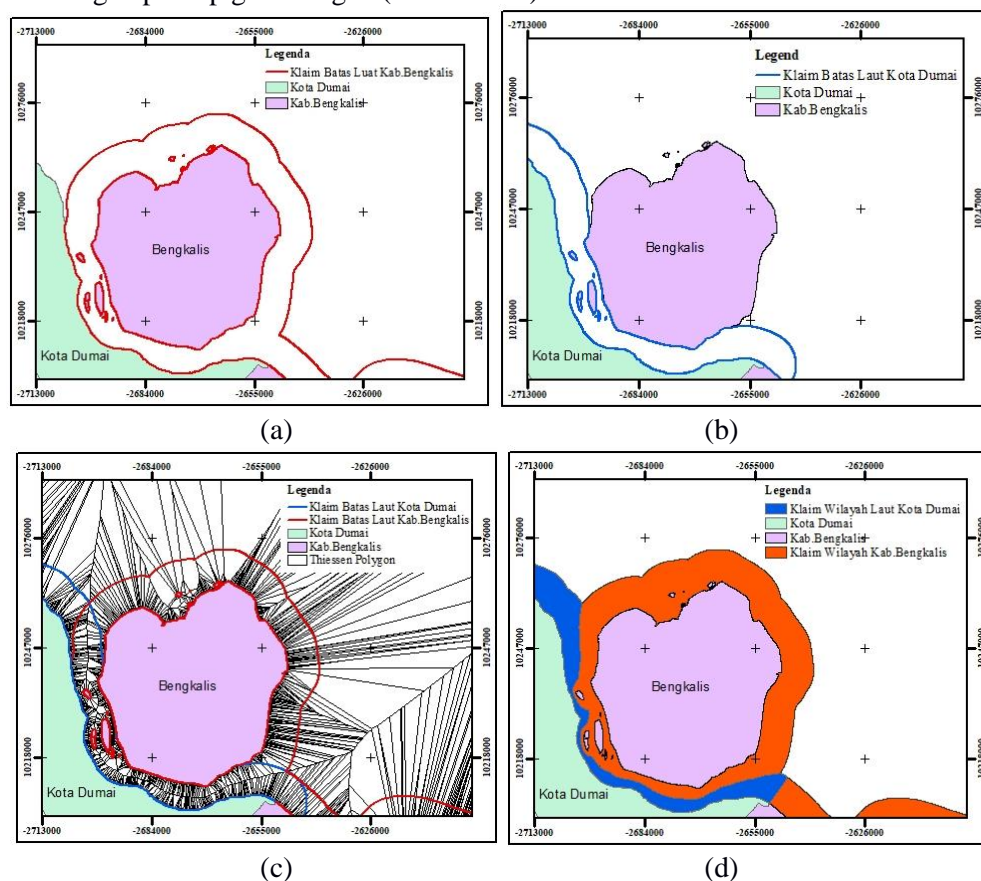 -2713000 -2684000 -2655000 -2626000
Legenda
Klaim Batas Luat Kab.Bengkalis
Kota Dumai
Kab.Bengkalis
10276000
10247000
10218000
Bengkalis
Kota Dumai
-2713000 -2684000 -2655000 -2626000
(a)
-2713000 -2684000 -2655000 -2626000
Legend
Klaim Batas Laut Kota Dumai
Kota Dumai
Kab.Bengkalis
10276000
10247000
10218000
10276000
10247000
10218000
Bengkalis
Kota Dumai
-2713000 -2684000 -2655000 -2626000
(b)
-2713000 -2684000 -2655000 -2626000
Legenda
Klaim Batas Laut Kota Dumai
Klaim Batas Laut Kab.Bengkalis
Kota Dumai
Kab.Bengkalis
Thiessen Polygon
10276000
10247000
10218000
Bengkalis
Kota Dumai
-2713000 -2684000 -2655000 -2626000
(c)
-2713000 -2684000 -2655000 -2626000
Legenda
Klaim Wilayah Laut Kota Dumai
Kota Dumai
Kab.Bengkalis
Klaim Wilayah Kab.Bengkalis
10276000
10247000
10218000
Bengkalis
Kota Dumai
-2713000 -2684000 -2655000 -2626000
(d)